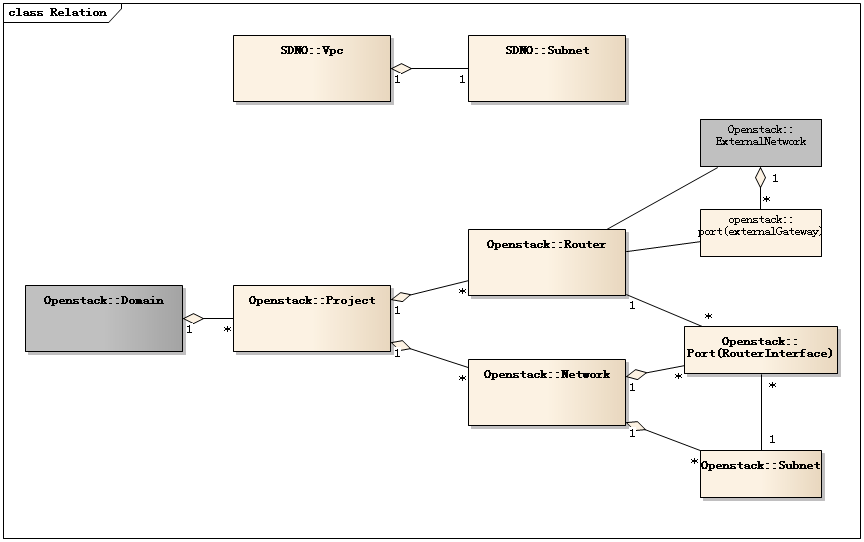 class Relation
SDNO::Vpc
SDNO::Subnet
1
1
Openstack::
ExternalNetwork
1
*
openstack::
port(externalGateway)
Openstack::Router
Openstack::Domain
Openstack::Project
1
*
1
*
1
*
Openstack::
Port(RouterInterface)
1
*
Openstack::Network
1
*
*
1
1
*
Openstack::Subnet